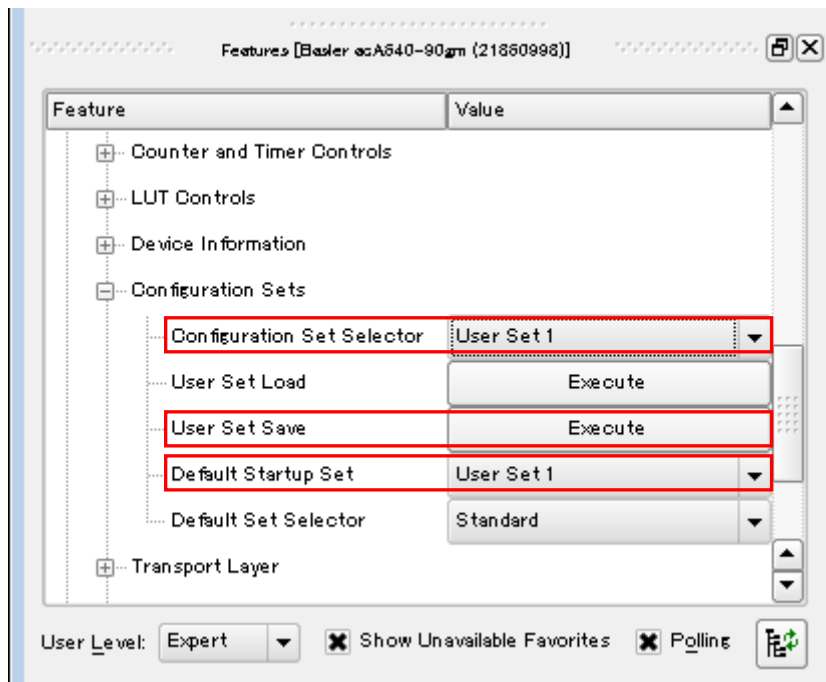 Features [Basler acA640-90gm (21860998)]
Feature Value
Counter and Timer Controls
LUT Controls
Device Information
Configuration Sets
Configuration Set Selector User Set 1
User Set Load Execute
User Set Save Execute
Default Startup Set User Set 1
Default Set Selector Standard
Transport Layer
User Level: Expert Show Unavailable Favorites Polling